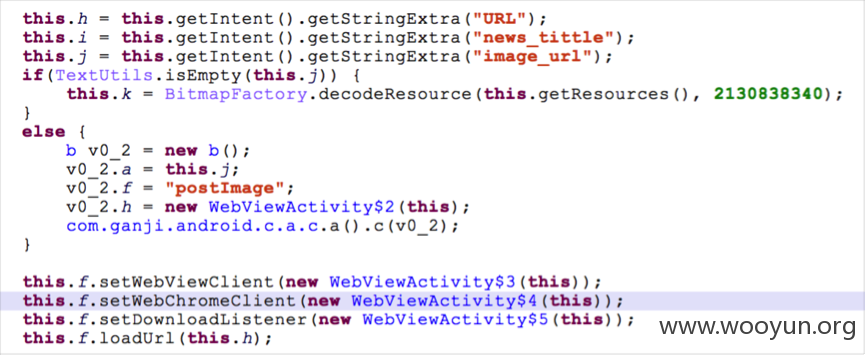 this.h = this.getIntent().getStringExtra("URL");
this.i = this.getIntent().getStringExtra("news_tittle");
this.j = this.getIntent().getStringExtra("image_url");
if(TextUtils.isEmpty(this.j)) {
    this.k = BitmapFactory.decodeResource(this.getResources(), 2130838340);
}
else {
    b v0_2 = new b();
    v0_2.a = this.j;
    v0_2.f = "postImage";
    v0_2.h = new WebViewActivity$2(this);
    com.ganji.android.c.a.c.a().c(v0_2);
}
this.f.setWebViewClient(new WebViewActivity$3(this));
this.f.setWebChromeClient(new WebViewActivity$4(this));
this.f.setDownloadListener(new WebViewActivity$5(this));
this.f.loadUrl(this.h);
www.wooyun.org